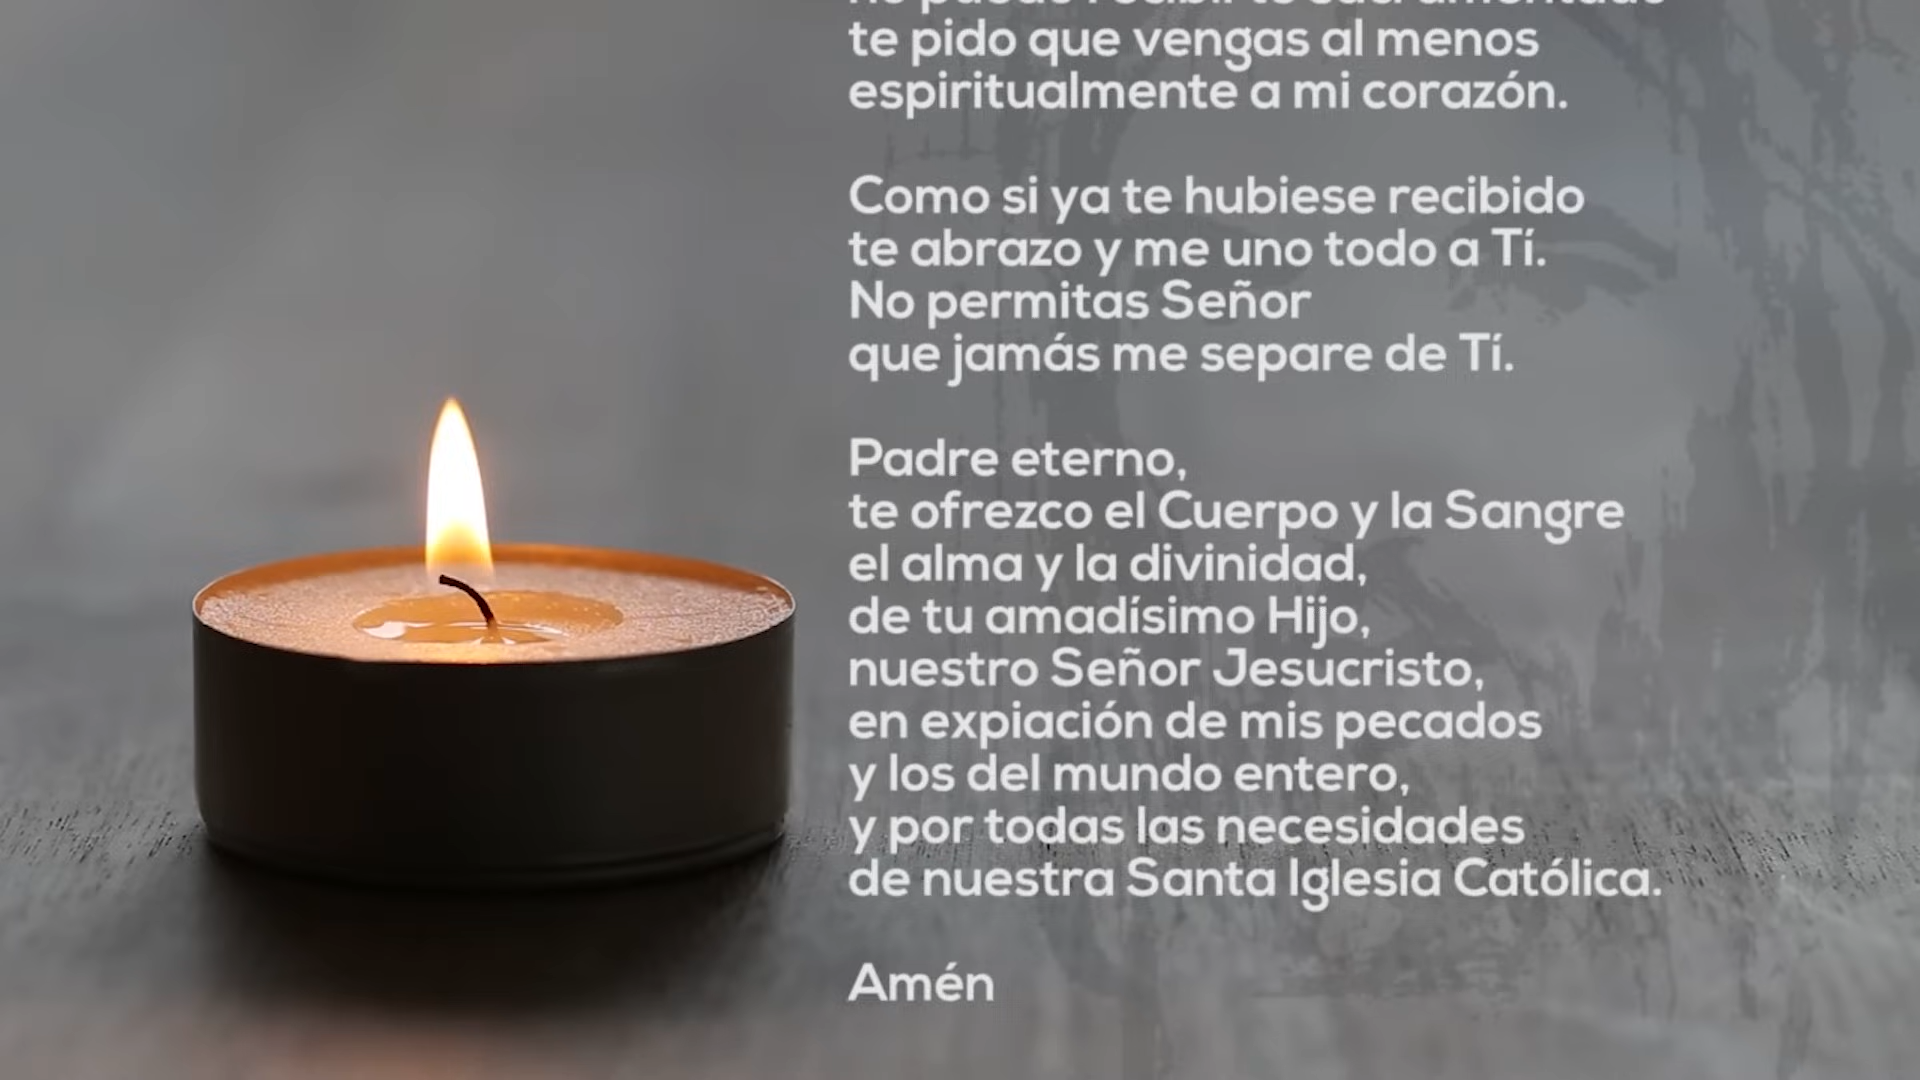 te pido que vengas al menos
espiritualmente a mi corazón.
Como si ya te hubiese recibido
te abrazo y me uno todo a Tí.
No permitas Señor
que jamás me separe de Tí.
Padre eterno,
te ofrezco el Cuerpo y la Sangre
el alma y la divinidad,
de tu amadísimo Hijo,
nuestro Señor Jesucristo,
en expiación de mis pecados
y los del mundo entero,
y por todas las necesidades
de nuestra Santa Iglesia Católica.
Amén